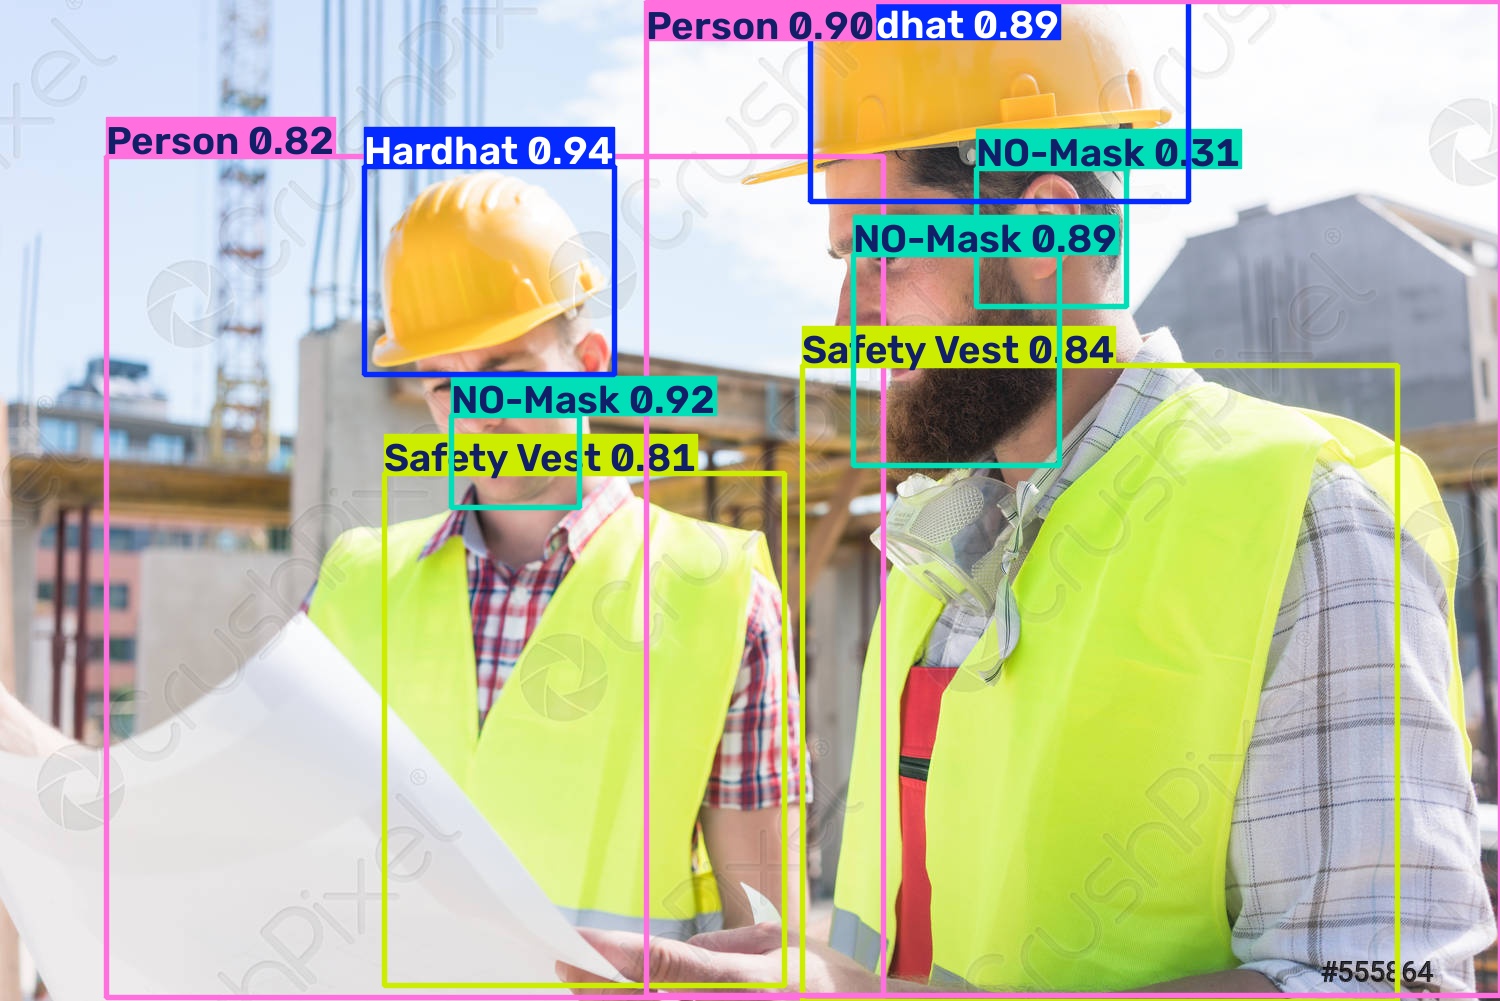 Person 0.90
dhat 0.89
Person 0.82
Hardhat 0.94
NO-Mask 0.31
NO-Mask 0.89
Safety Vest 0.84
NO-Mask 0.92
Safety Vest 0.81
crushpixel
#555864